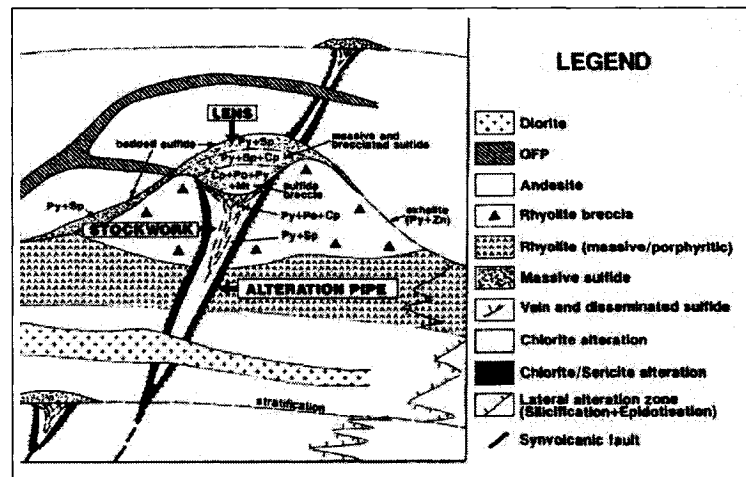 LEGEND
LENS
bedded sulfide
Py+Sp
massive and
brecciated sulfide
Py+Sp+Cp
Cp+Po+Py
+Mt
sulfide
breccia
Py+Sp
Py+Po+Cp
exhalite
(Py+Zn)
STOCKWORK
Py+Sp
ALTERATION PIPE
stratification
Diorite
QFP
Andesite
Rhyolite breccia
Rhyolite (massive/porphyritic)
Massive sulfide
Vein and disseminated sulfide
Chlorite alteration
Chlorite/Sericite alteration
Lateral alteration zone
(Silicification+Epidotisation)
Synvolcanic fault